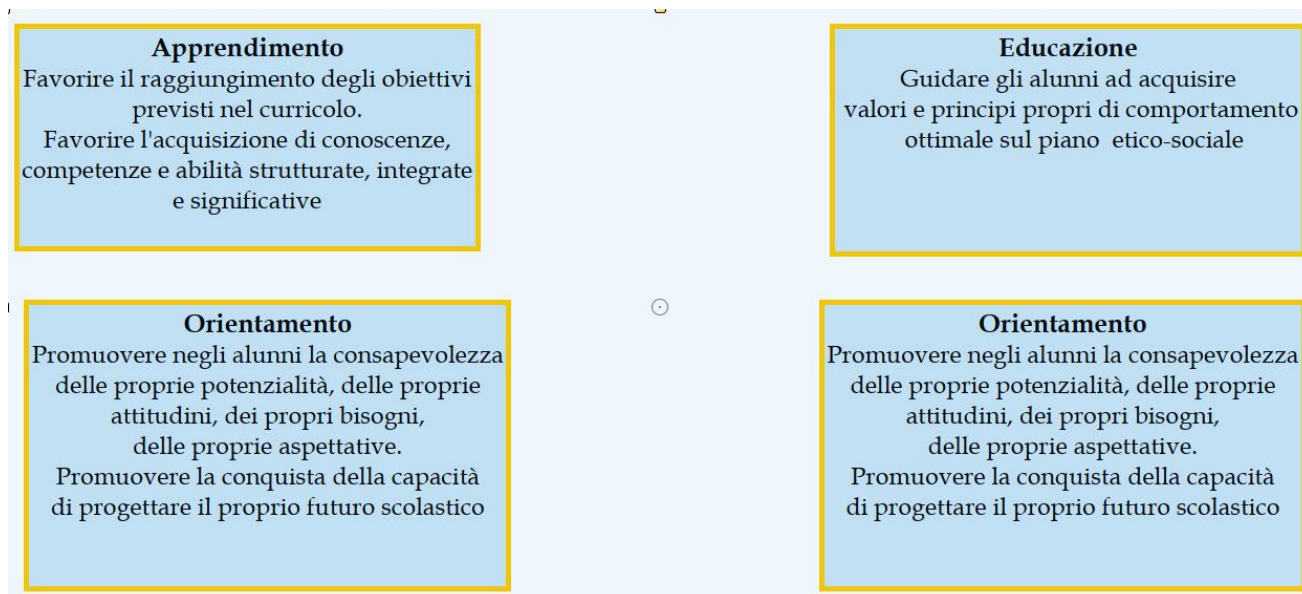 Apprendimento
Favorire il raggiungimento degli obiettivi
previsti nel curricolo.
Favorire l'acquisizione di conoscenze,
competenze e abilità strutturate, integrate
e significative
Educazione
Guidare gli alunni ad acquisire
valori e principi propri di comportamento
ottimale sul piano etico-sociale
Orientamento
Promuovere negli alunni la consapevolezza
delle proprie potenzialità, delle proprie
attitudini, dei propri bisogni,
delle proprie aspettative.
Promuovere la conquista della capacità
di progettare il proprio futuro scolastico
Orientamento
Promuovere negli alunni la consapevolezza
delle proprie potenzialità, delle proprie
attitudini, dei propri bisogni,
delle proprie aspettative.
Promuovere la conquista della capacità
di progettare il proprio futuro scolastico